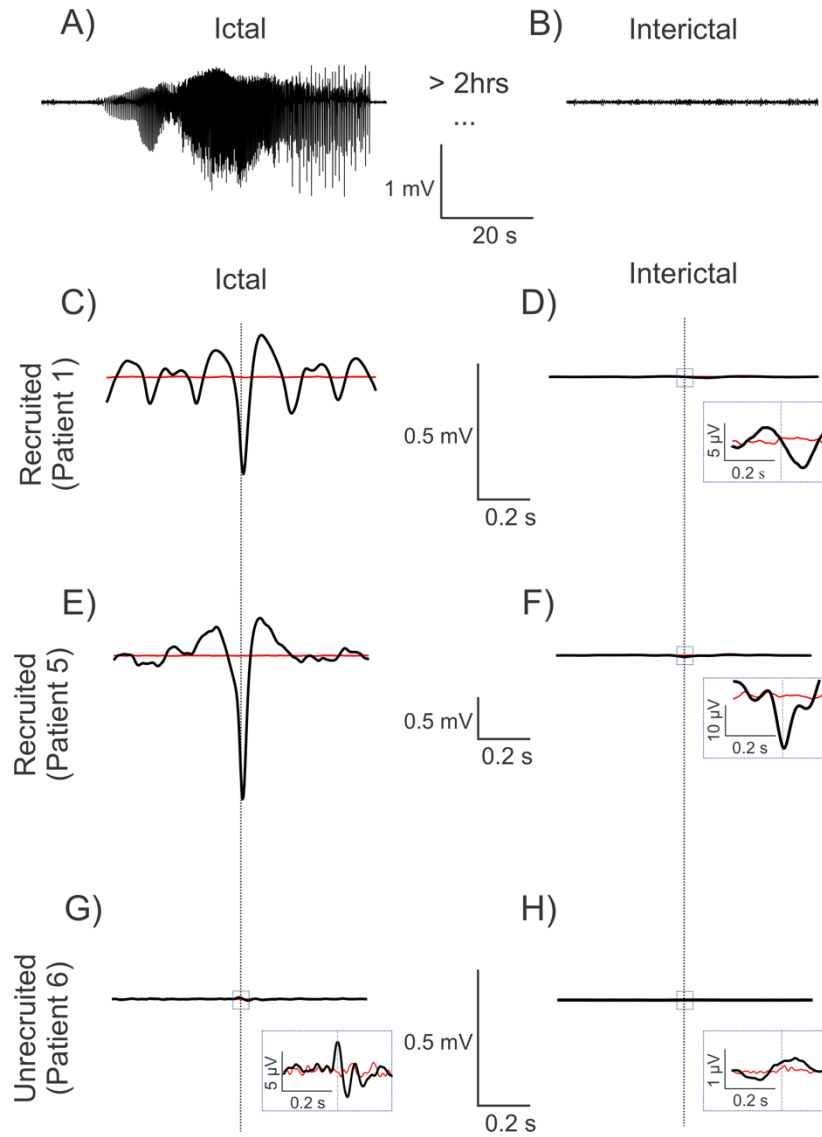 A)
Ictal
B)
Interictal
> 2hrs
...
1 mV
20 s
Ictal
Interictal
C)
D)
Recruited
(Patient 1)
0.5 mV
0.2 s
5 µV
0.2 s
E)
F)
Recruited
(Patient 5)
0.5 mV
0.2 s
10 µV
0.2 s
G)
H)
Unrecruited
(Patient 6)
5 µV
0.2 s
0.5 mV
0.2 s
1 µV
0.2 s